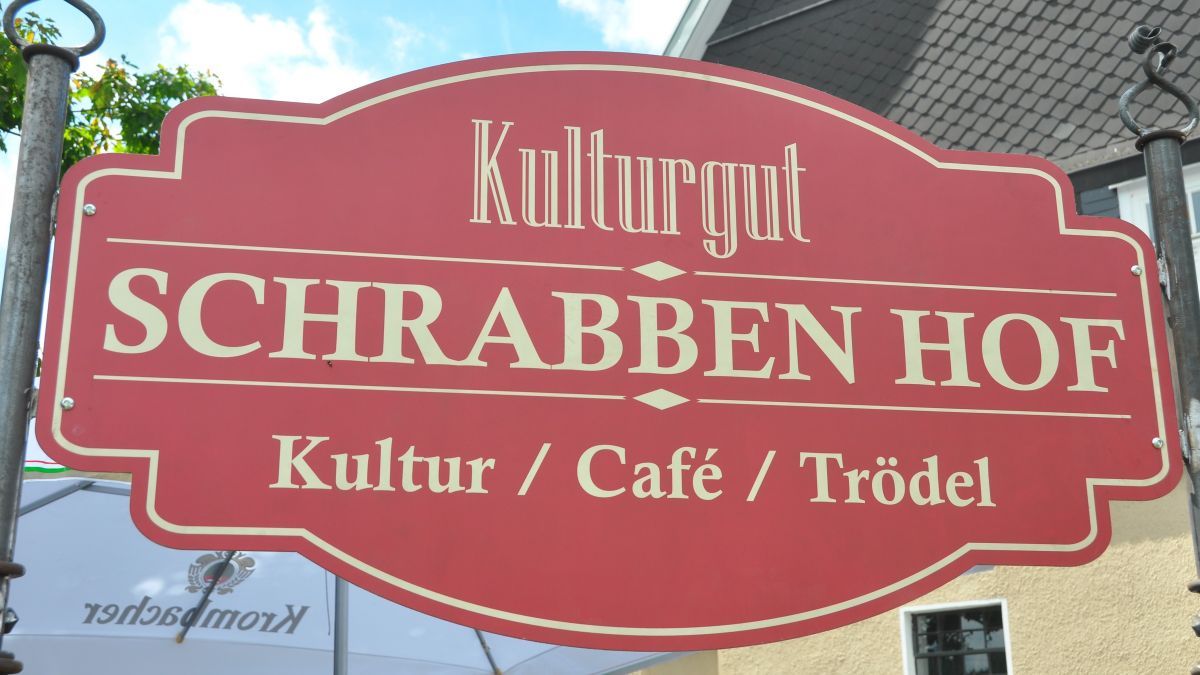 Kulturgut
SCHRABBEN HOF
Kultur / Café / Trödel
Krombacher